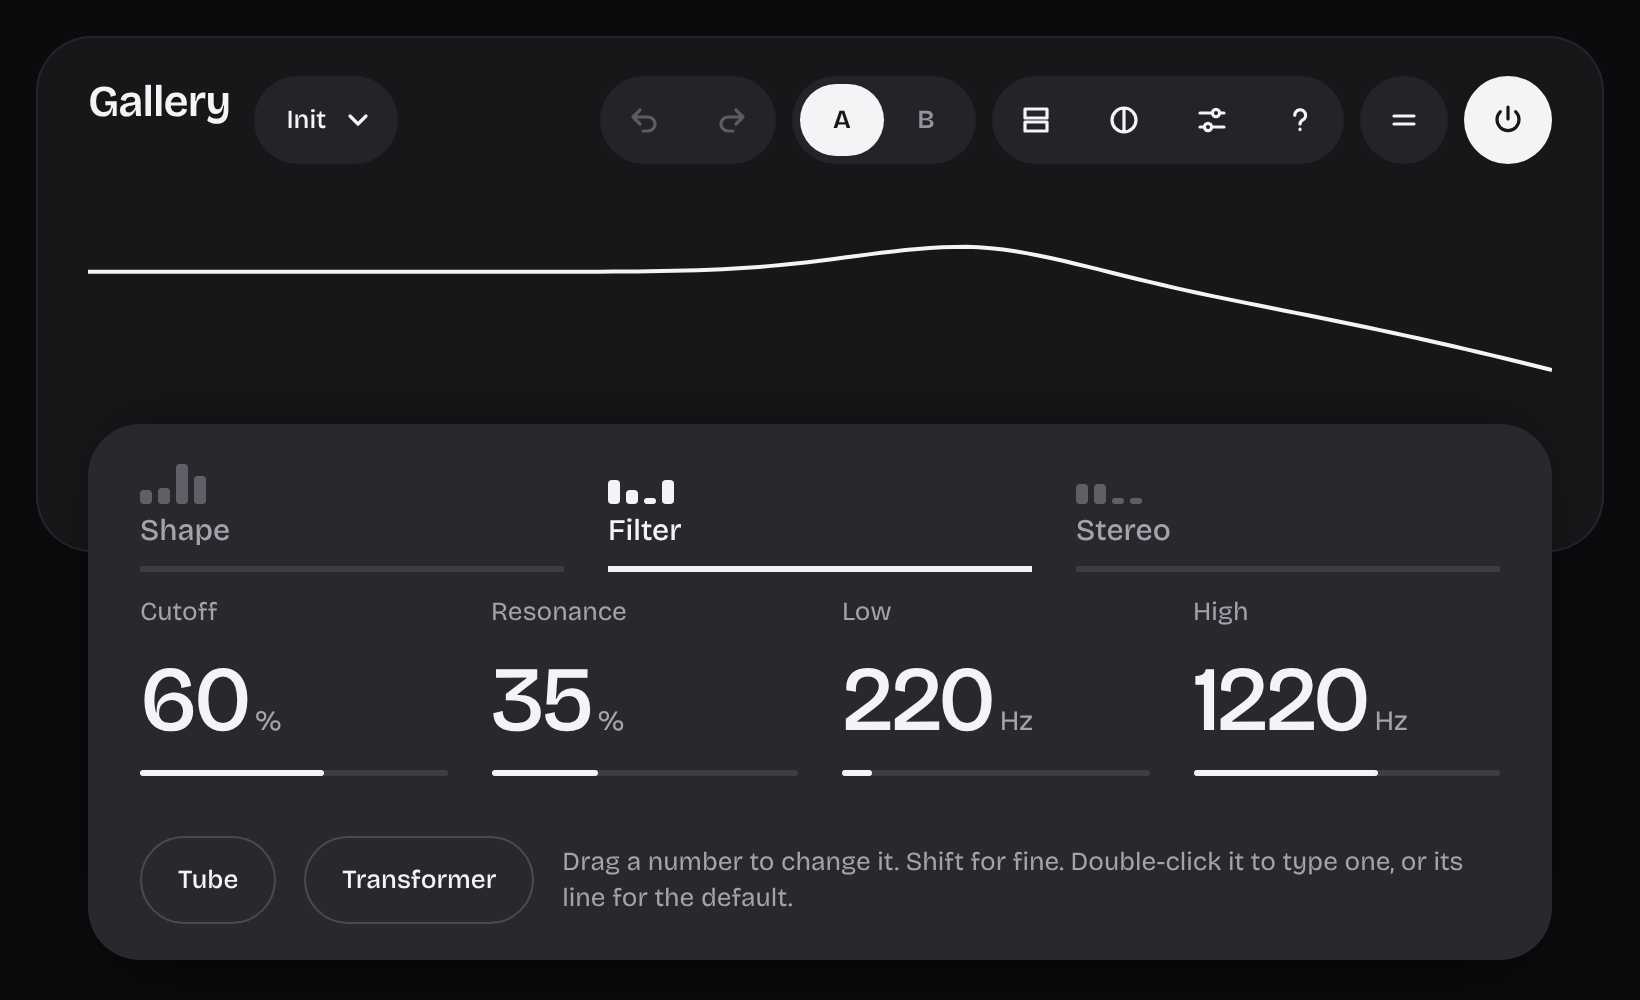 Gallery
Init
A
B
?
Shape
Filter
Stereo
Cutoff
Resonance
Low
High
60 %
35 %
220 Hz
1220 Hz
Tube
Transformer
Drag a number to change it. Shift for fine. Double-click it to type one, or its
line for the default.